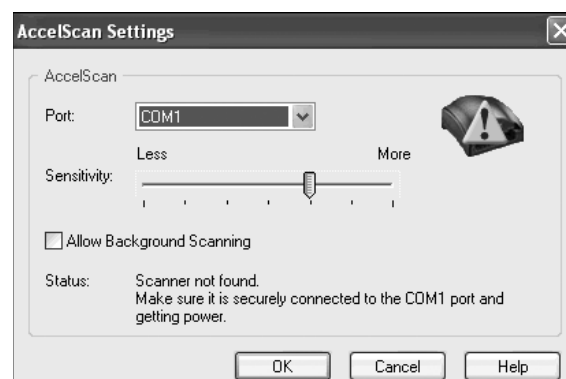 AccelScan Settings
AccelScan
Port:
COM1
Less More
Sensitivity:
Allow Background Scanning
Status: Scanner not found.
Make sure it is securely connected to the COM1 port and
getting power.
OK Cancel Help